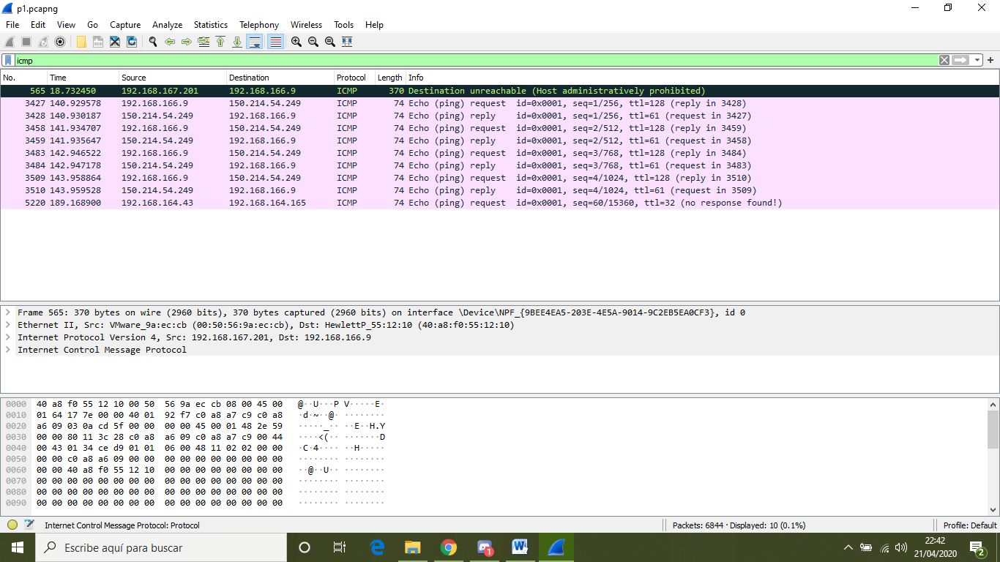 p1.pcapng
File Edit View Go Capture Analyze Statistics Telephony Wireless Tools Help
icmp
No. Time Source Destination Protocol Length Info
565 18.732450 192.168.167.201 192.168.166.9 ICMP 370 Destination unreachable (Host administratively prohibited)
3427 140.929578 192.168.166.9 150.214.54.249 ICMP 74 Echo (ping) request id=0x0001, seq=1/256, ttl=128 (reply in 3428)
3428 140.930187 150.214.54.249 192.168.166.9 ICMP 74 Echo (ping) reply id=0x0001, seq=1/256, ttl=61 (request in 3427)
3458 141.934707 192.168.166.9 150.214.54.249 ICMP 74 Echo (ping) request id=0x0001, seq=2/512, ttl=128 (reply in 3459)
3459 141.935647 150.214.54.249 192.168.166.9 ICMP 74 Echo (ping) reply id=0x0001, seq=2/512, ttl=61 (request in 3458)
3483 142.946522 192.168.166.9 150.214.54.249 ICMP 74 Echo (ping) request id=0x0001, seq=3/768, ttl=128 (reply in 3484)
3484 142.947178 150.214.54.249 192.168.166.9 ICMP 74 Echo (ping) reply id=0x0001, seq=3/768, ttl=61 (request in 3483)
3509 143.958864 192.168.166.9 150.214.54.249 ICMP 74 Echo (ping) request id=0x0001, seq=4/1024, ttl=128 (reply in 3510)
3510 143.959528 150.214.54.249 192.168.166.9 ICMP 74 Echo (ping) reply id=0x0001, seq=4/1024, ttl=61 (request in 3509)
5220 189.168900 192.168.164.43 192.168.164.165 ICMP 74 Echo (ping) request id=0x0001, seq=60/15360, ttl=32 (no response found!)
Frame 565: 370 bytes on wire (2960 bits), 370 bytes captured (2960 bits) on interface \Device\NPF_{9BEE4EA5-203E-4E5A-9014-9C2EB5EA0CF3}, id 0
Ethernet II, Src: VMware_9a:ec:cb (00:50:56:9a:ec:cb), Dst: HewlettP_55:12:10 (40:a8:f0:55:12:10)
Internet Protocol Version 4, Src: 192.168.167.201, Dst: 192.168.166.9
Internet Control Message Protocol
0000 40 a8 f0 55 12 10 00 50 56 9a ec cb 08 00 45 00 @··U···P V·····E·
0010 01 64 17 7e 00 00 40 01 92 f7 c0 a8 a7 c9 c0 a8 ·d·~··@· ········
0020 a6 09 03 0a cd 5f 00 00 00 00 45 00 01 48 2e 59 ·····_·· ··E··H.Y
0030 00 00 80 11 3c 28 c0 a8 a6 09 c0 a8 a7 c9 00 44 ····<(·· ·······D
0040 00 43 01 34 ce d9 01 01 06 00 48 11 02 02 00 00 ·C·4···· ··H·····
0050 00 00 c0 a8 a6 09 00 00 00 00 00 00 00 00 00 00 ········ ········
0060 00 00 40 a8 f0 55 12 10 00 00 00 00 00 00 00 00 ··@··U·· ········
0070 00 00 00 00 00 00 00 00 00 00 00 00 00 00 00 00 ········ ········
0080 00 00 00 00 00 00 00 00 00 00 00 00 00 00 00 00 ········ ········
0090 00 00 00 00 00 00 00 00 00 00 00 00 00 00 00 00 ········ ········
Internet Control Message Protocol: Protocol Packets: 6844 · Displayed: 10 (0.1%) Profile: Default
Escribe aquí para buscar
1
22:42
21/04/2020
2